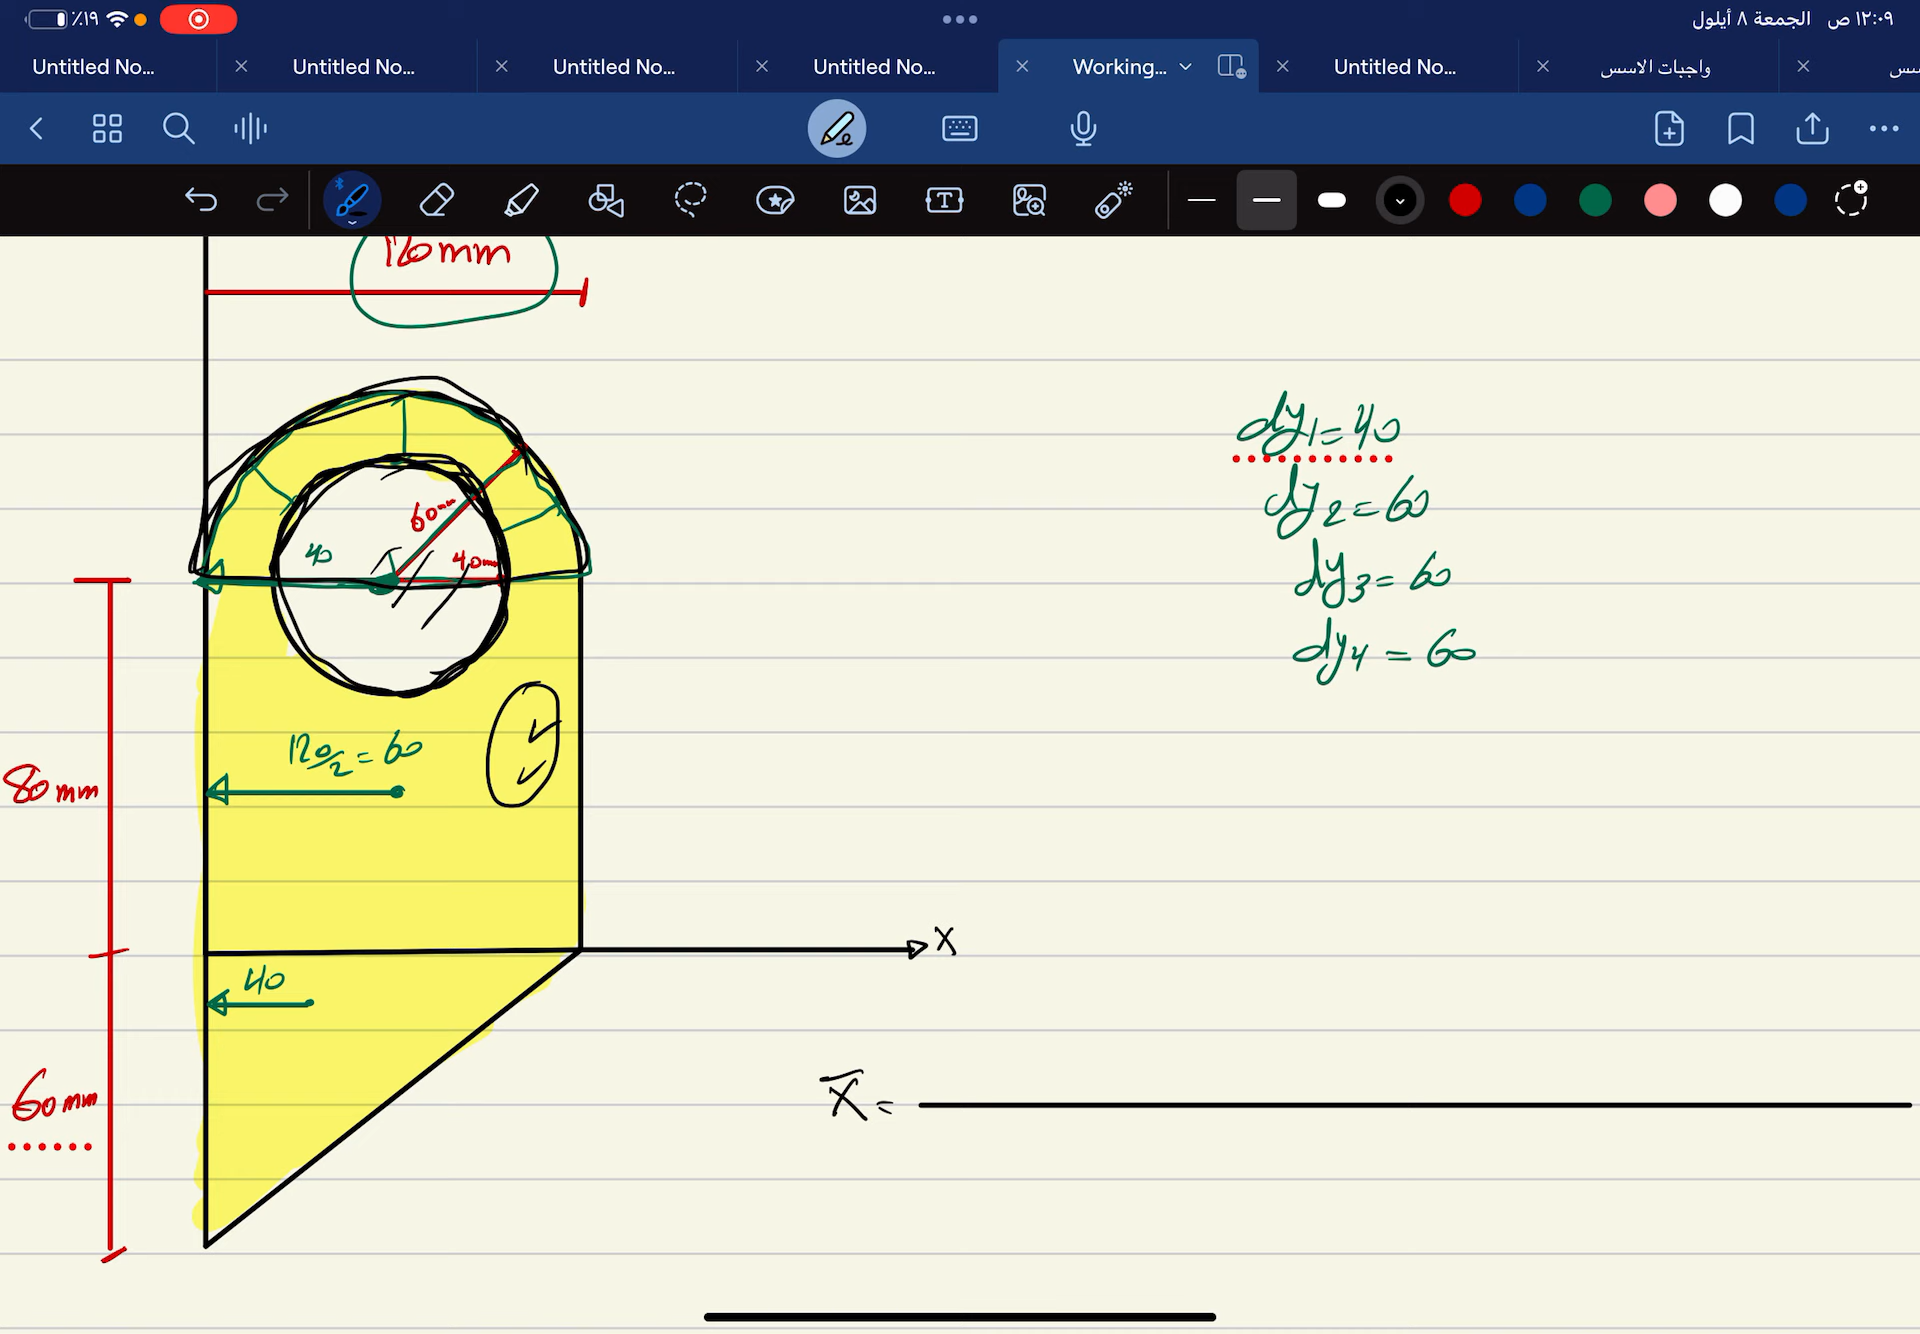 ٪١٩
الجمعة ٨ أيلول ١٢:٠٩ ص
Untitled No...
Untitled No...
Untitled No...
Untitled No...
Working...
Untitled No...
واجبات الاسس
120mm
60mm
40
40mm
120/2 = 60
80mm
40
60mm
X
dy1 = 40
dy2 = 60
dy3 = 60
dy4 = 60
X̄ =